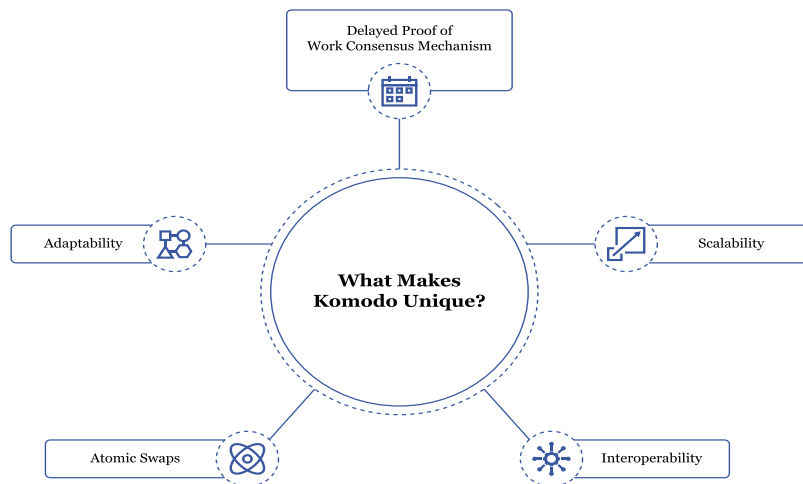 Delayed Proof of
Work Consensus Mechanism
Adaptability
Scalability
What Makes
Komodo Unique?
Atomic Swaps
Interoperability